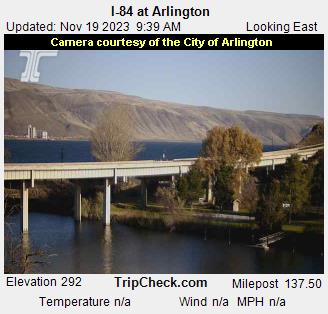 I-84 at Arlington
Updated: Nov 19 2023 9:39 AM Looking East
Camera courtesy of the City of Arlington
Elevation 292 TripCheck.com Milepost 137.50
Temperature n/a Wind n/a MPH n/a